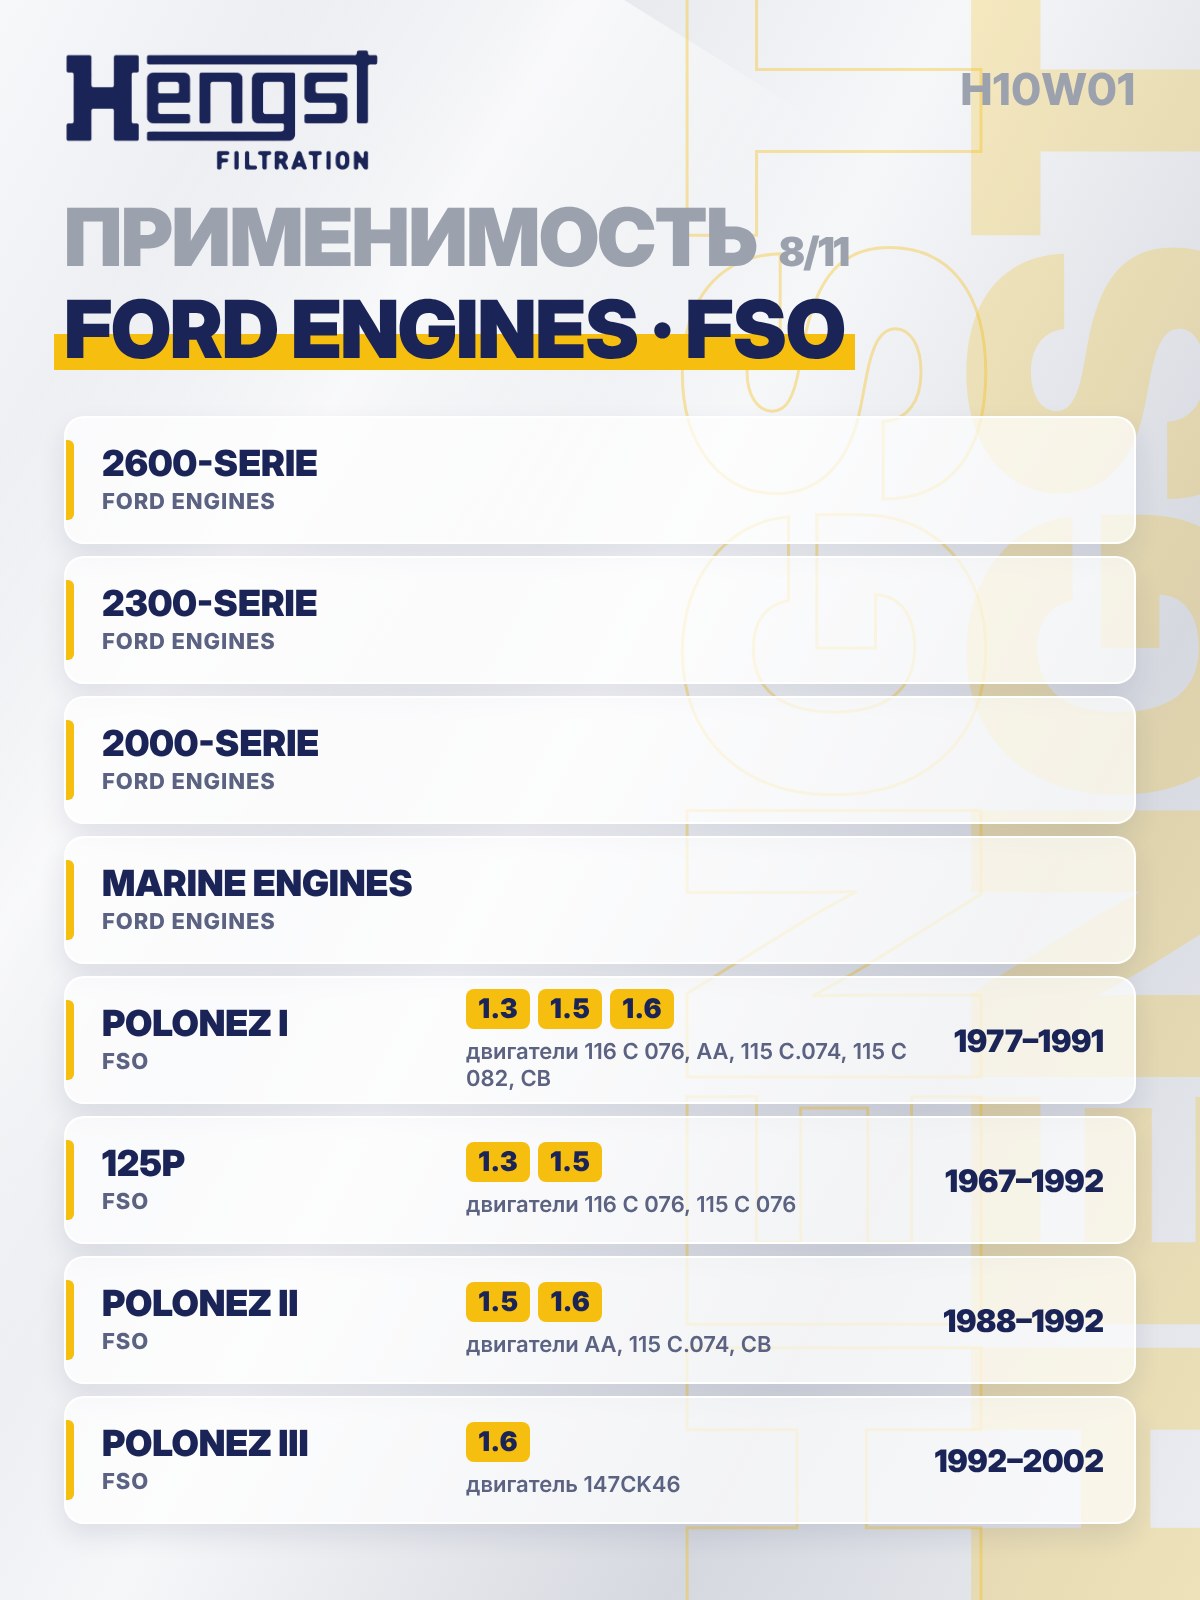 Hengst
FILTRATION
H10W01
ПРИМЕНИМОСТЬ 8/11
FORD ENGINES · FSO
2600-SERIE
FORD ENGINES
2300-SERIE
FORD ENGINES
2000-SERIE
FORD ENGINES
MARINE ENGINES
FORD ENGINES
POLONEZ I
FSO
1.3 1.5 1.6
двигатели 116 C 076, AA, 115 C.074, 115 C
082, CB
1977–1991
125P
FSO
1.3 1.5
двигатели 116 C 076, 115 C 076
1967–1992
POLONEZ II
FSO
1.5 1.6
двигатели AA, 115 C.074, CB
1988–1992
POLONEZ III
FSO
1.6
двигатель 147CK46
1992–2002
HENGST
HENGST